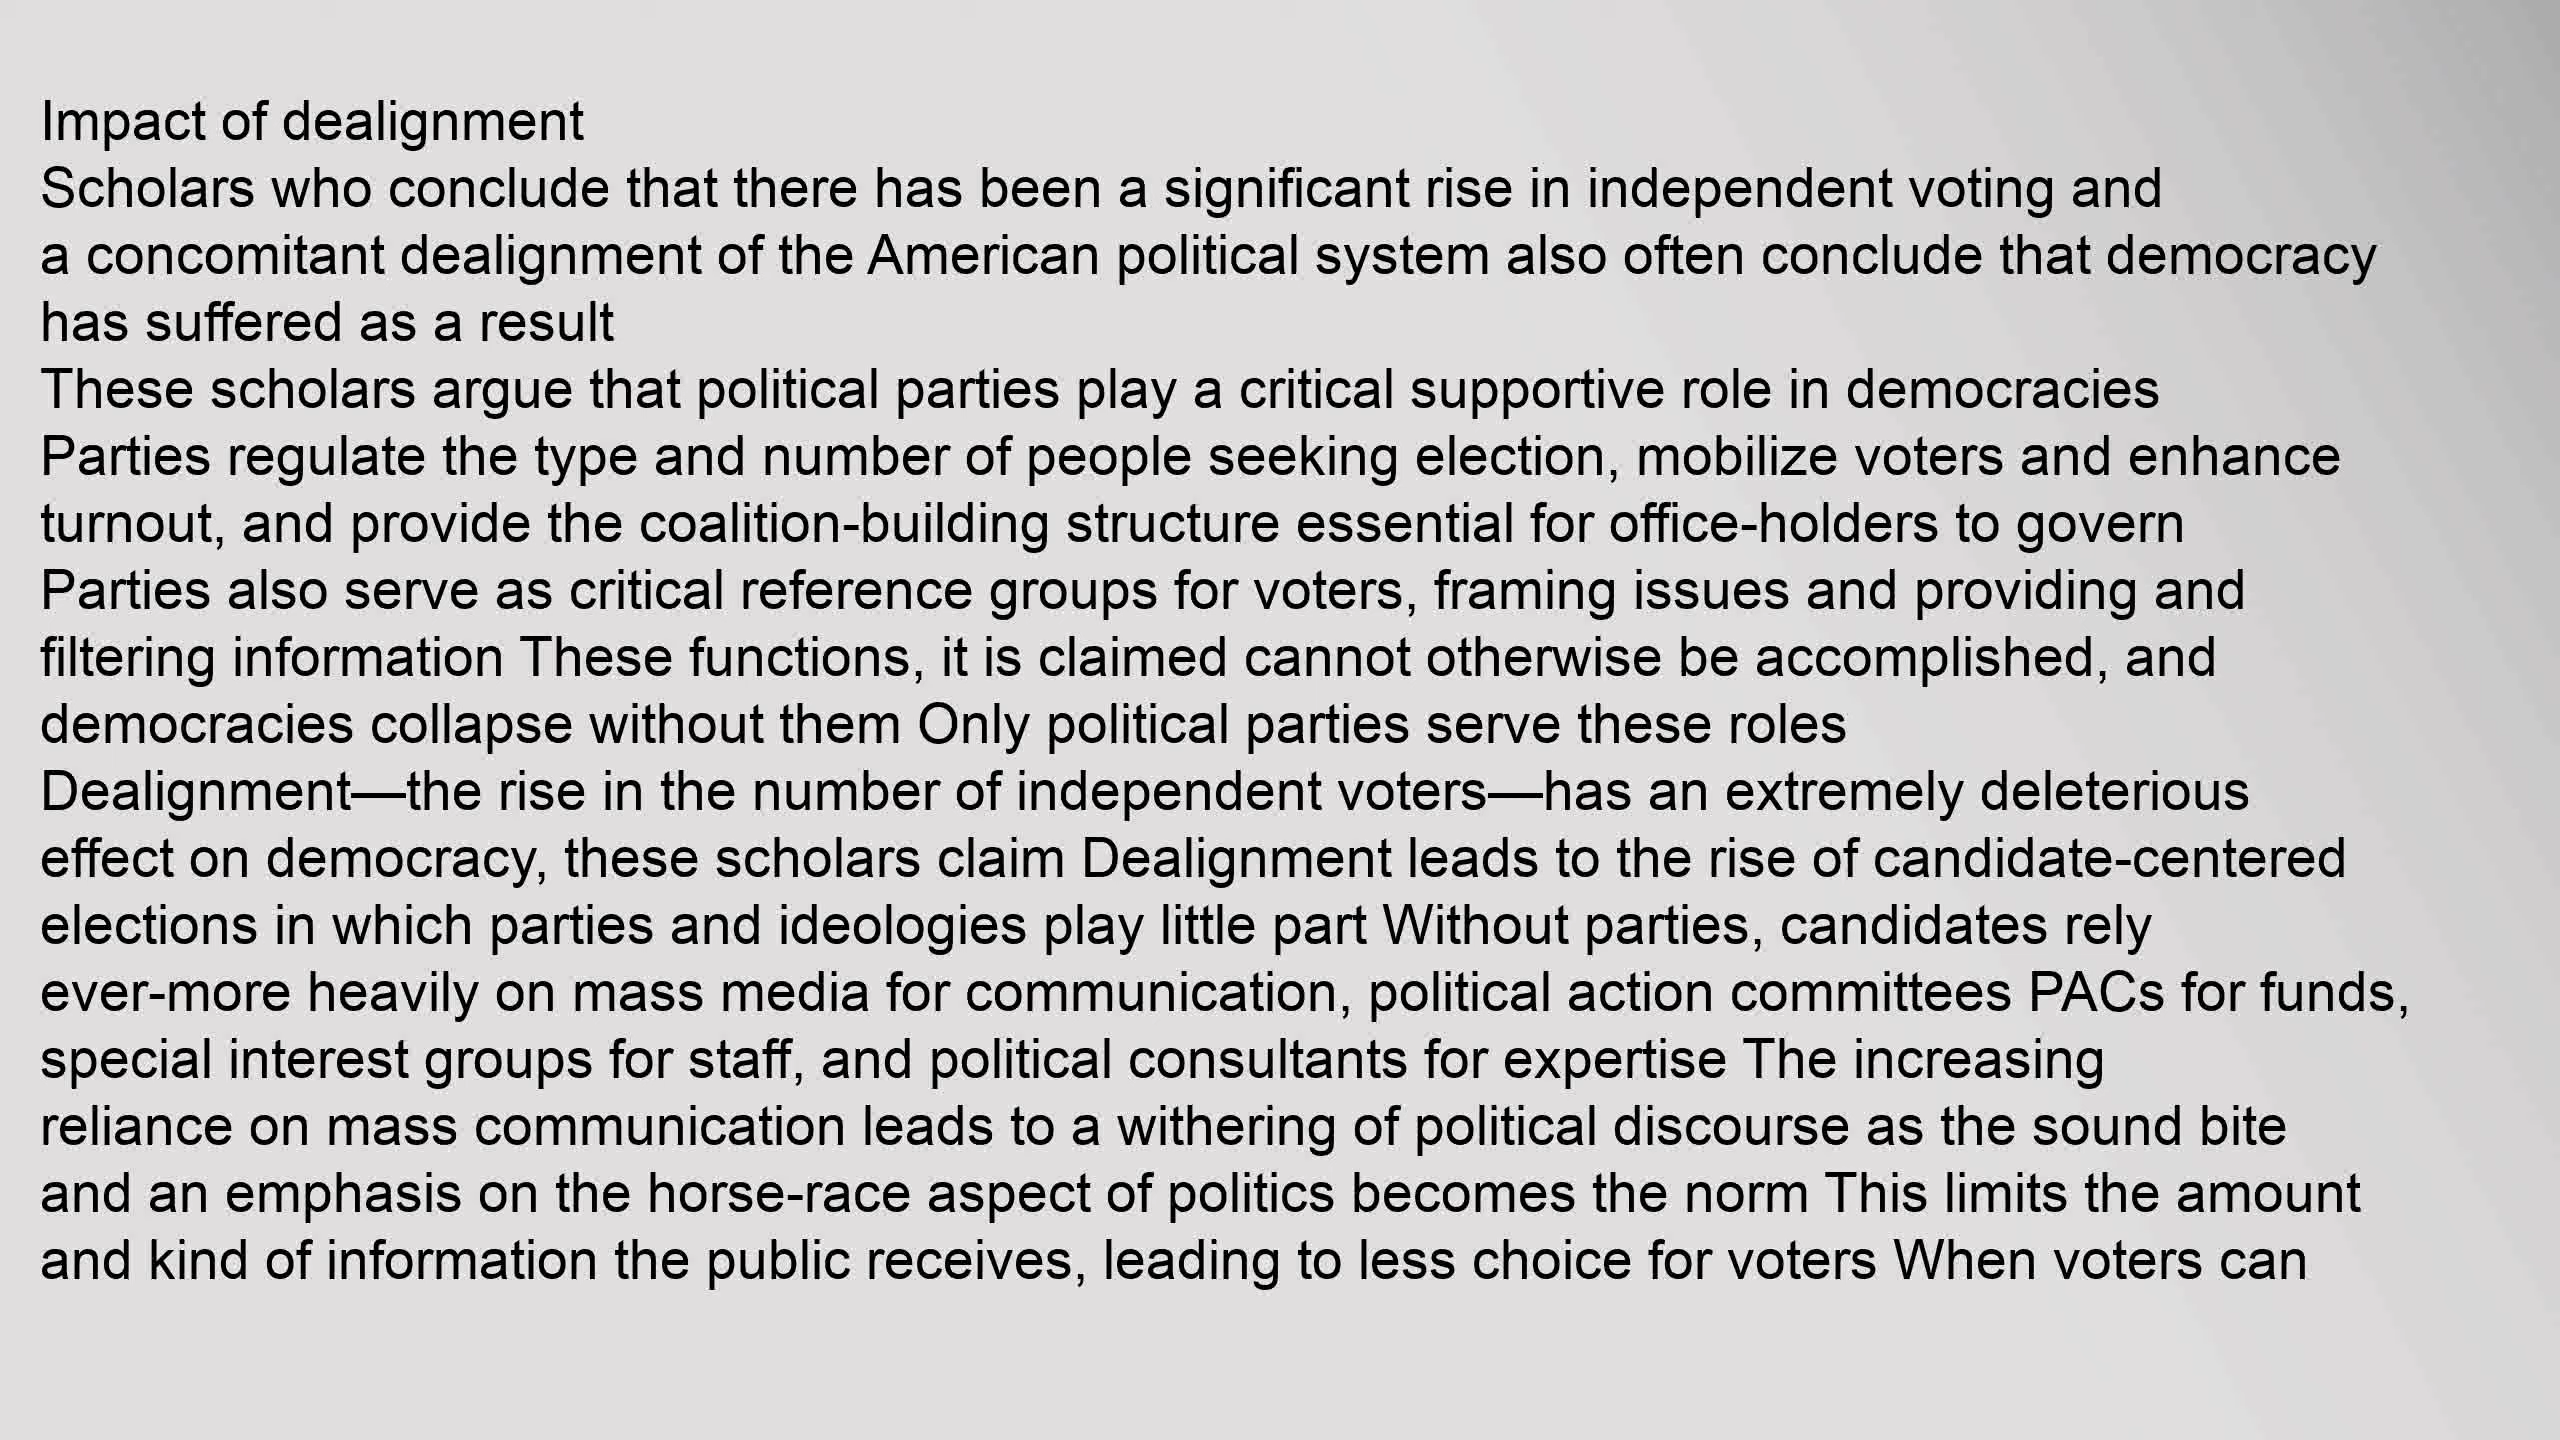 Impact of dealignment
Scholars who conclude that there has been a significant rise in independent voting and
a concomitant dealignment of the American political system also often conclude that democracy
has suffered as a result
These scholars argue that political parties play a critical supportive role in democracies
Parties regulate the type and number of people seeking election, mobilize voters and enhance
turnout, and provide the coalition-building structure essential for office-holders to govern
Parties also serve as critical reference groups for voters, framing issues and providing and
filtering information These functions, it is claimed cannot otherwise be accomplished, and
democracies collapse without them Only political parties serve these roles
Dealignment—the rise in the number of independent voters—has an extremely deleterious
effect on democracy, these scholars claim Dealignment leads to the rise of candidate-centered
elections in which parties and ideologies play little part Without parties, candidates rely
ever-more heavily on mass media for communication, political action committees PACs for funds,
special interest groups for staff, and political consultants for expertise The increasing
reliance on mass communication leads to a withering of political discourse as the sound bite
and an emphasis on the horse-race aspect of politics becomes the norm This limits the amount
and kind of information the public receives, leading to less choice for voters When voters can